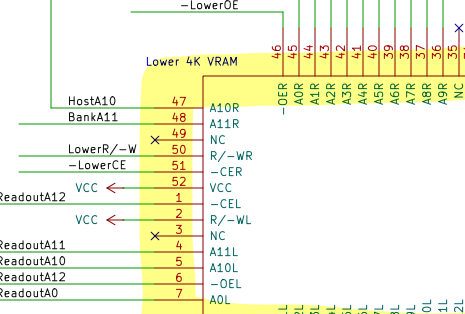 -LowerOE
Lower 4K VRAM
46 45 44 43 42 41 40 39 38 37 36 35
-OER A0R A1R A2R A3R A4R A5R A6R A7R A8R A9R NC
HostA10 47 A10R
BankA11 48 A11R
49 NC
LowerR/-W 50 R/-WR
-LowerCE 51 -CER
VCC 52 VCC
ReadoutA12 1 -CEL
VCC 2 R/-WL
3 NC
ReadoutA11 4 A11L
ReadoutA10 5 A10L
ReadoutA12 6 -OEL
ReadoutA0 7 A0L